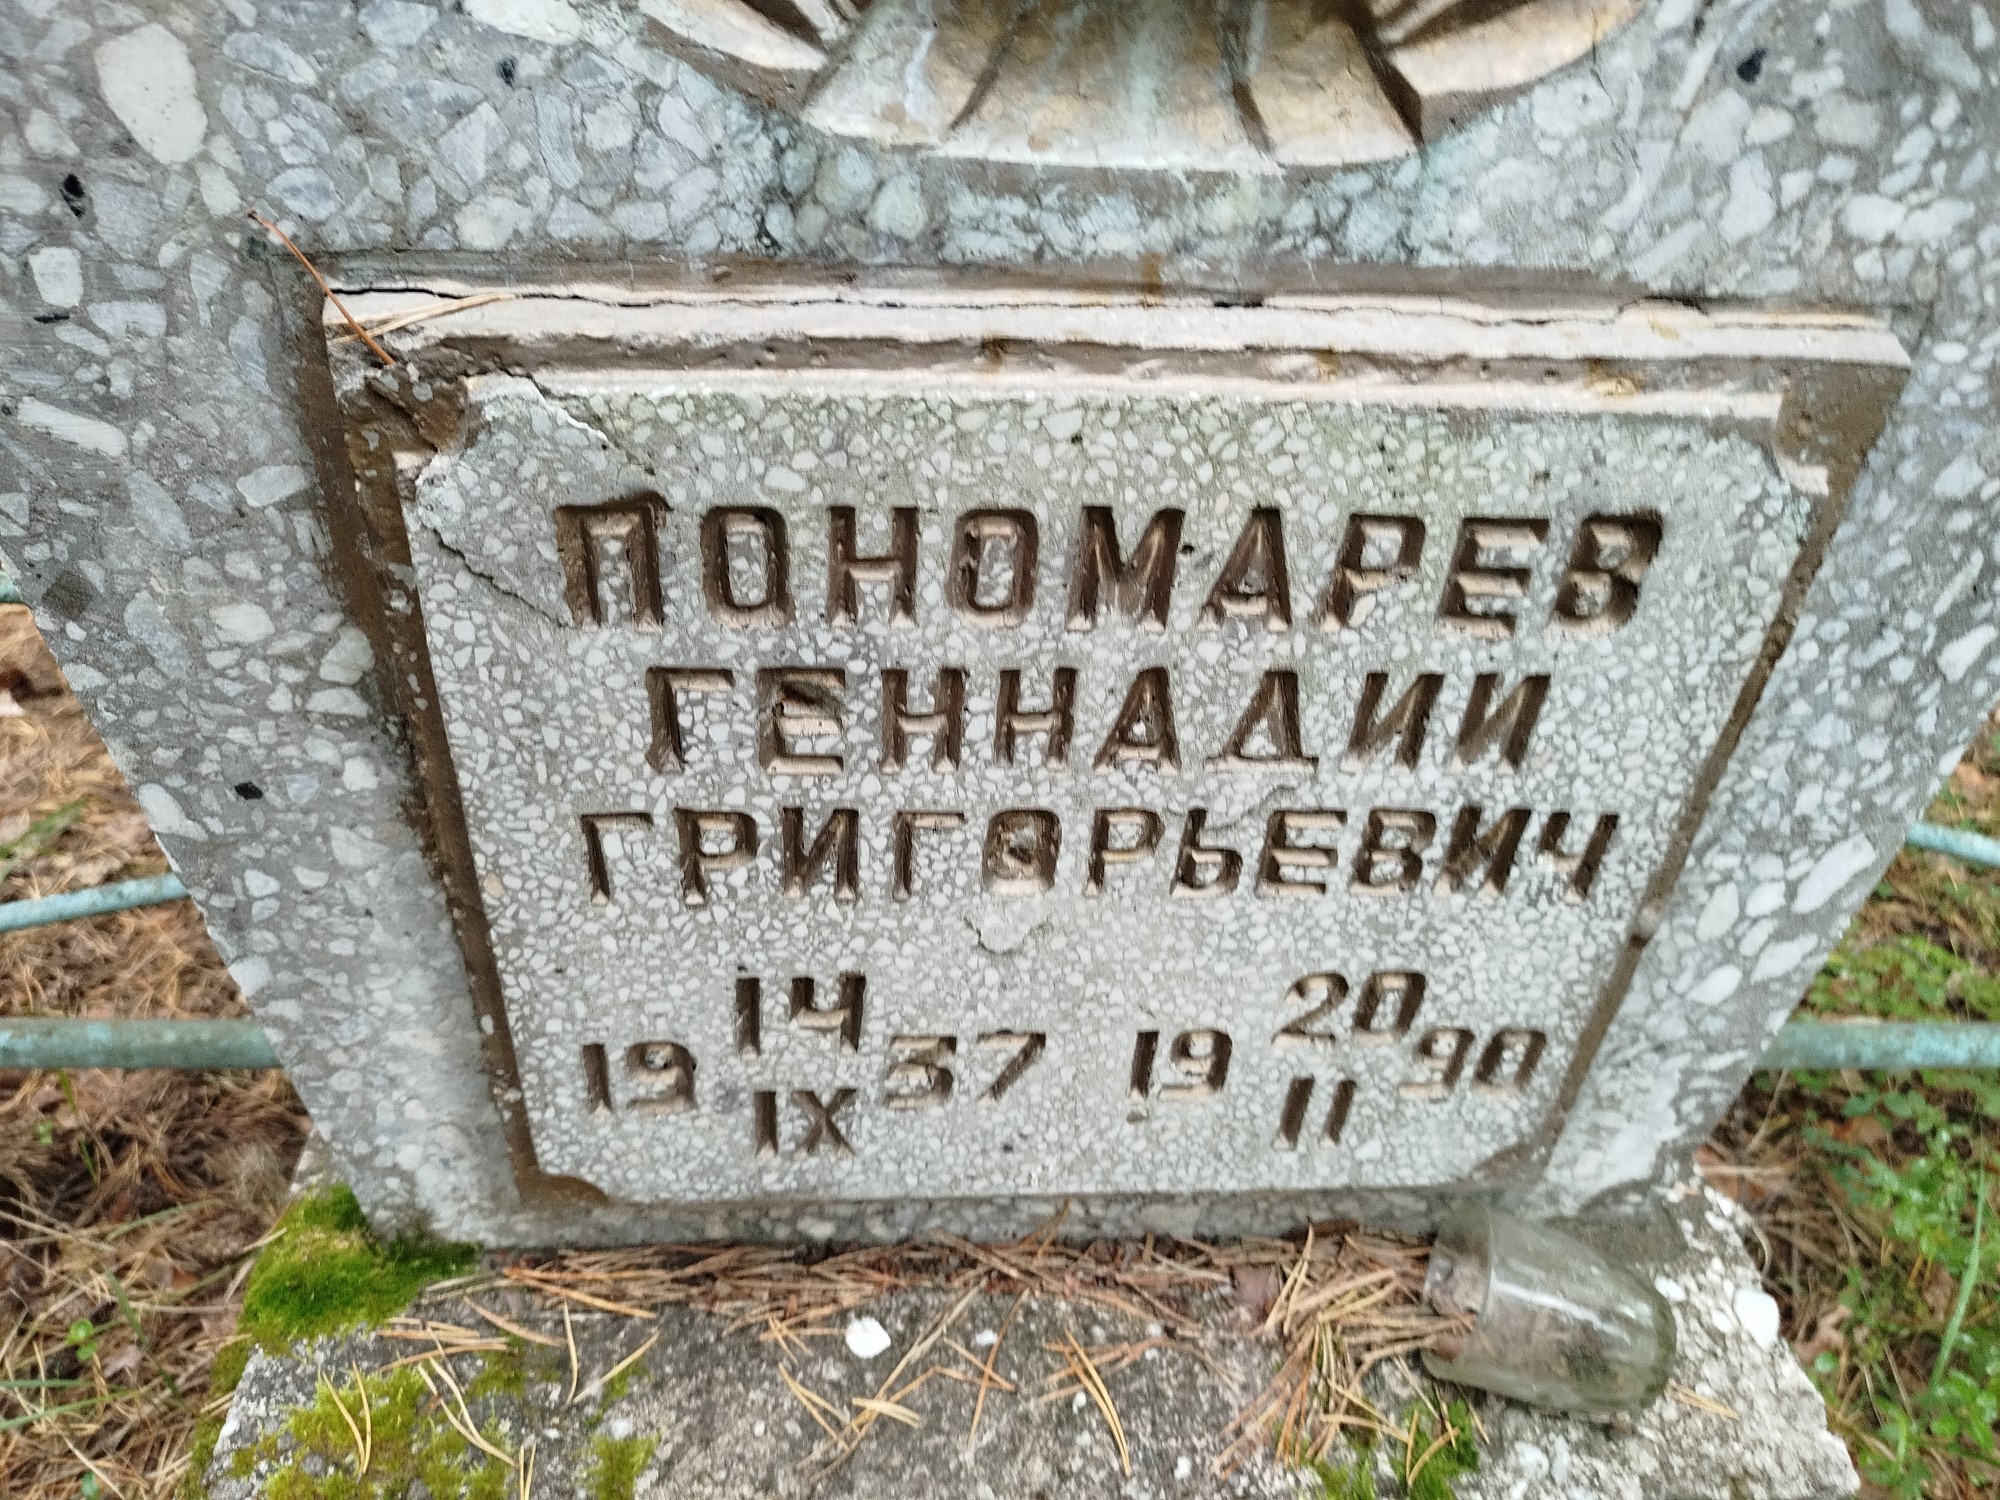 ПОНОМАРЕВ
ГЕННАДИИ
ГРИГОРЬЕВИЧ
19 14 IX 37 19 20 II 90